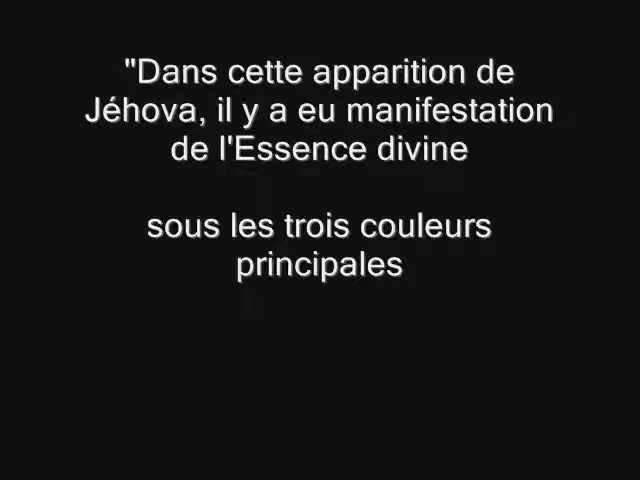 "Dans cette apparition de
Jéhova, il y a eu manifestation
de l'Essence divine
sous les trois couleurs
principales